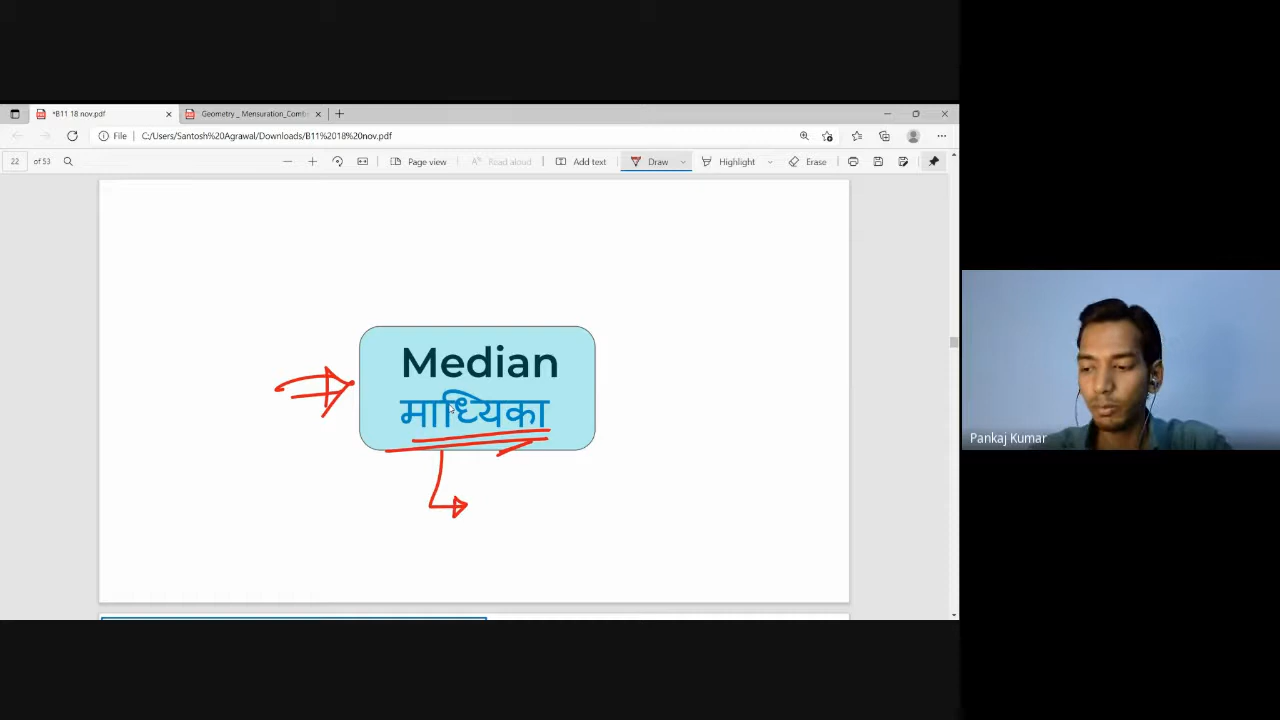 *B11 18 nov.pdf
Geometry _ Mensuration_Comb
File
C:/Users/Santosh%20Agrawal/Downloads/B11%2018%20nov.pdf
22 of 53
Page view
Read aloud
Add text
Draw
Highlight
Erase
Median
माध्यिका
Pankaj Kumar